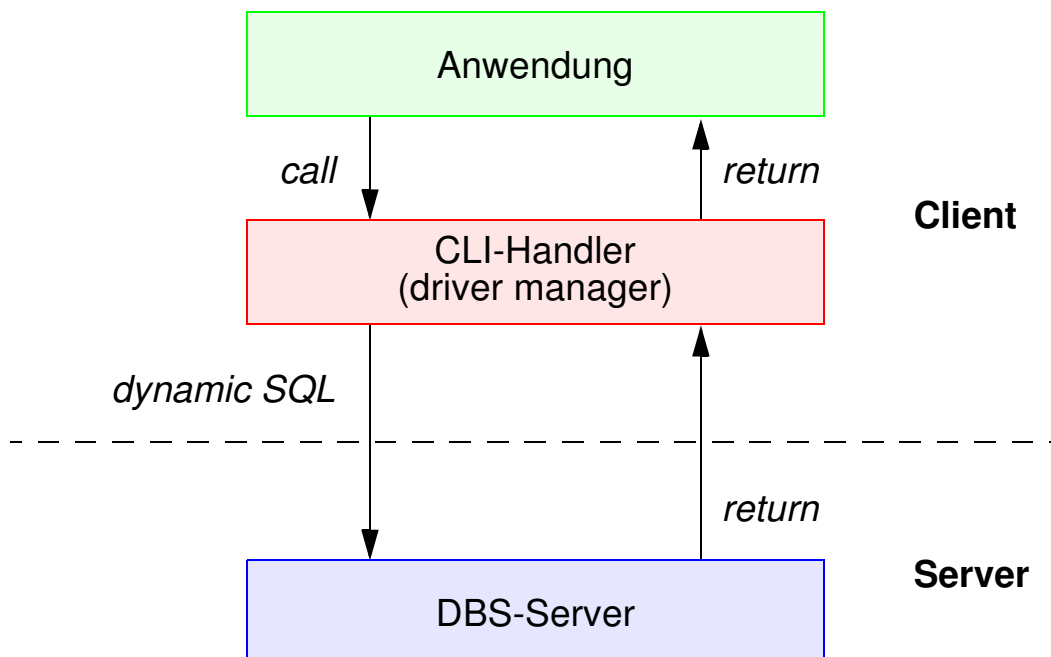 Anwendung
call
return
Client
CLI-Handler
(driver manager)
dynamic SQL
return
Server
DBS-Server